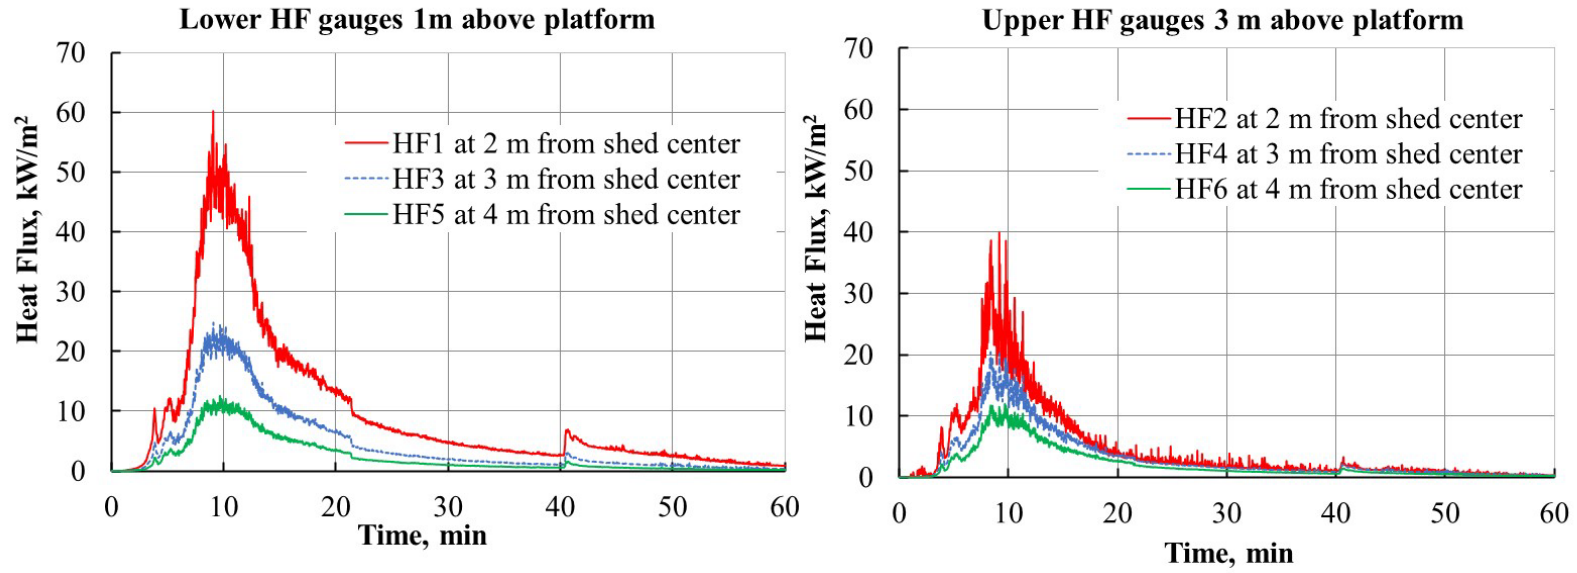 Lower HF gauges 1m above platform
70
60
50
40
30
20
10
0
Heat Flux, kW/m²
HF1 at 2 m from shed center
HF3 at 3 m from shed center
HF5 at 4 m from shed center
0 10 20 30 40 50 60
Time, min
Upper HF gauges 3 m above platform
70
60
50
40
30
20
10
0
Heat Flux, kW/m²
HF2 at 2 m from shed center
HF4 at 3 m from shed center
HF6 at 4 m from shed center
0 10 20 30 40 50 60
Time, min